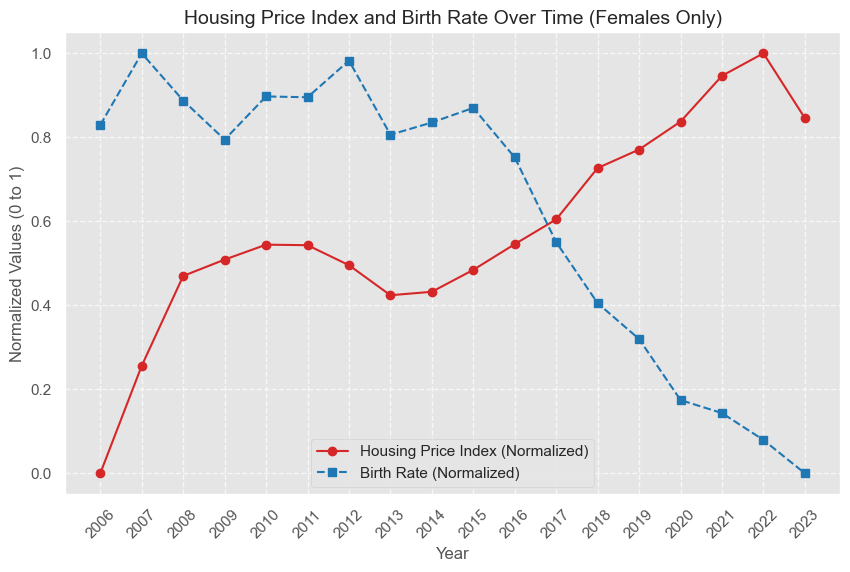 Housing Price Index and Birth Rate Over Time (Females Only)
Normalized Values (0 to 1)
1.0
0.8
0.6
0.4
0.2
0.0
Housing Price Index (Normalized)
Birth Rate (Normalized)
2006 2007 2008 2009 2010 2011 2012 2013 2014 2015 2016 2017 2018 2019 2020 2021 2022 2023
Year